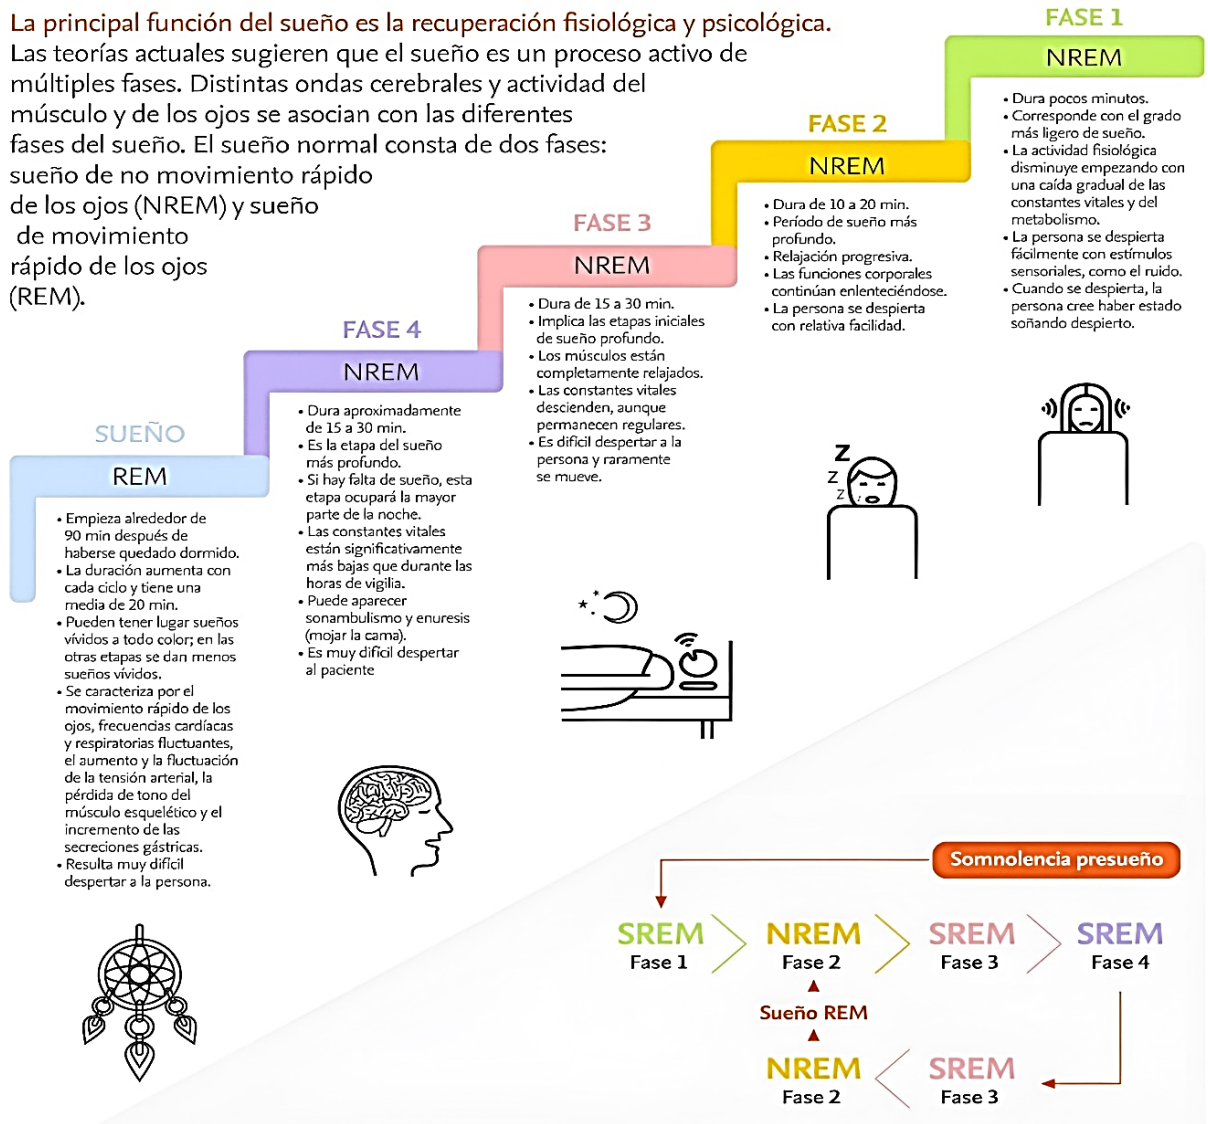 La principal función del sueño es la recuperación fisiológica y psicológica.
Las teorías actuales sugieren que el sueño es un proceso activo de
múltiples fases. Distintas ondas cerebrales y actividad del
músculo y de los ojos se asocian con las diferentes
fases del sueño. El sueño normal consta de dos fases:
sueño de no movimiento rápido
de los ojos (NREM) y sueño
de movimiento
rápido de los ojos
(REM).
FASE 1
NREM
• Dura pocos minutos.
• Corresponde con el grado
más ligero de sueño.
• La actividad fisiológica
disminuye empezando con
una caída gradual de las
constantes vitales y del
metabolismo.
• La persona se despierta
fácilmente con estímulos
sensoriales, como el ruido.
• Cuando se despierta, la
persona cree haber estado
soñando despierto.
FASE 2
NREM
• Dura de 10 a 20 min.
• Período de sueño más
profundo.
• Relajación progresiva.
• Las funciones corporales
continúan enlenteciéndose.
• La persona se despierta
con relativa facilidad.
FASE 3
NREM
• Dura de 15 a 30 min.
• Implica las etapas iniciales
de sueño profundo.
• Los músculos están
completamente relajados.
• Las constantes vitales
descienden, aunque
permanecen regulares.
• Es difícil despertar a la
persona y raramente
se mueve.
FASE 4
NREM
• Dura aproximadamente
de 15 a 30 min.
• Es la etapa del sueño
más profundo.
• Si hay falta de sueño, esta
etapa ocupará la mayor
parte de la noche.
• Las constantes vitales
están significativamente
más bajas que durante las
horas de vigilia.
• Puede aparecer
sonambulismo y enuresis
(mojar la cama).
• Es muy difícil despertar
al paciente
SUEÑO
REM
• Empieza alrededor de
90 min después de
haberse quedado dormido.
• La duración aumenta con
cada ciclo y tiene una
media de 20 min.
• Pueden tener lugar sueños
vívidos a todo color; en las
otras etapas se dan menos
sueños vívidos.
• Se caracteriza por el
movimiento rápido de los
ojos, frecuencias cardíacas
y respiratorias fluctuantes,
el aumento y la fluctuación
de la tensión arterial, la
pérdida de tono del
músculo esquelético y el
incremento de las
secreciones gástricas.
• Resulta muy difícil
despertar a la persona.
Z
Z
Z
Somnolencia presueño
SREM NREM SREM SREM
Fase 1 Fase 2 Fase 3 Fase 4
Sueño REM
NREM SREM
Fase 2 Fase 3